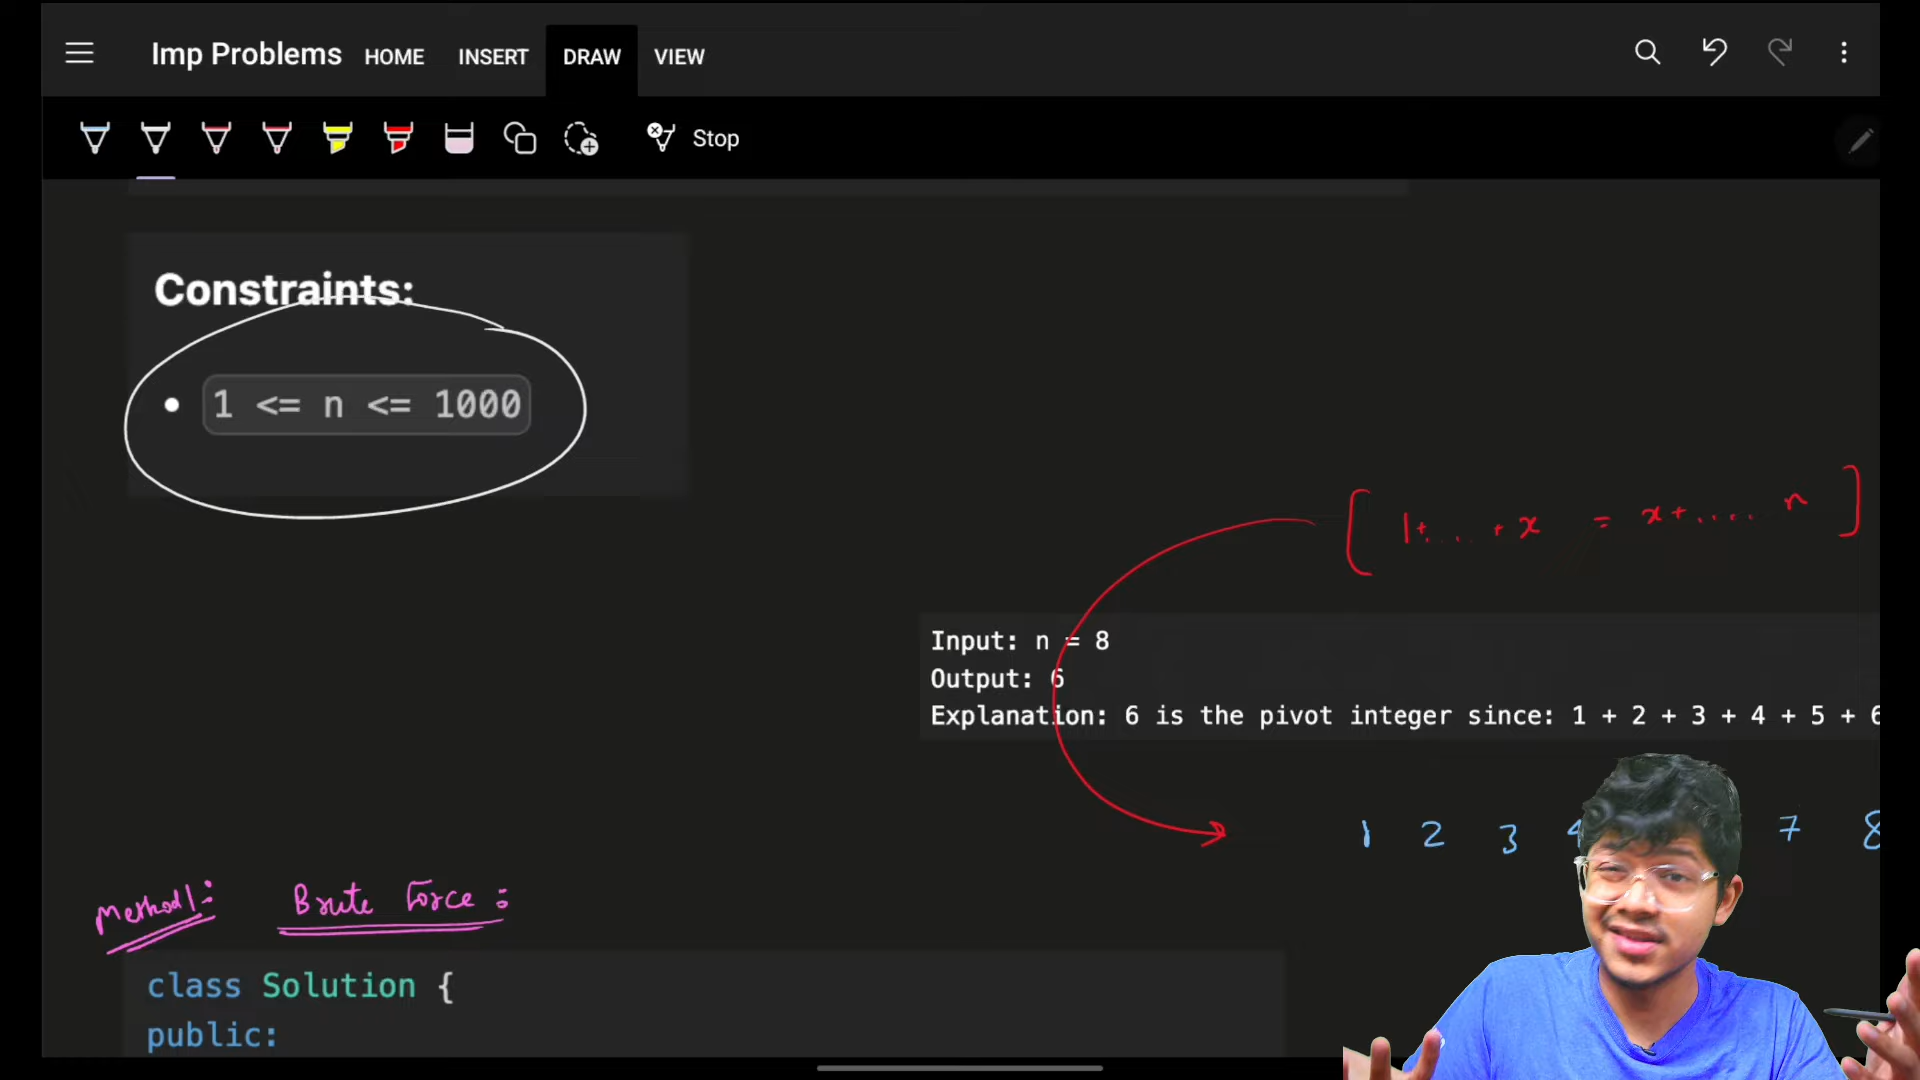 Imp Problems HOME INSERT DRAW VIEW
Stop
Constraints:
• 1 <= n <= 1000
[ 1+.... + x = x+..... n ]
Input: n = 8
Output: 6
Explanation: 6 is the pivot integer since: 1 + 2 + 3 + 4 + 5 + 6
1 2 3 4 7 8
Method1: Brute Force:
class Solution {
public: